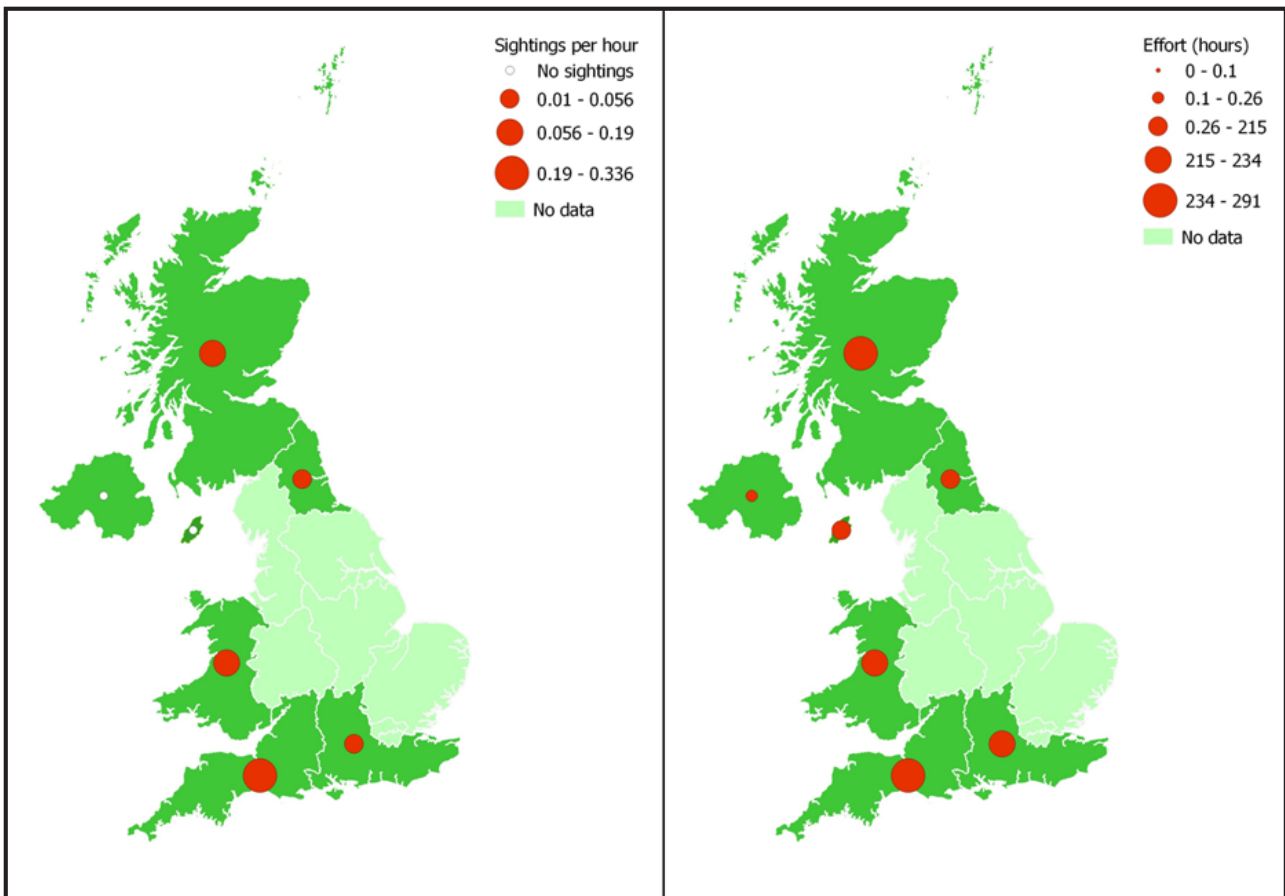 Sightings per hour
No sightings
0.01 - 0.056
0.056 - 0.19
0.19 - 0.336
No data
Effort (hours)
0 - 0.1
0.1 - 0.26
0.26 - 215
215 - 234
234 - 291
No data